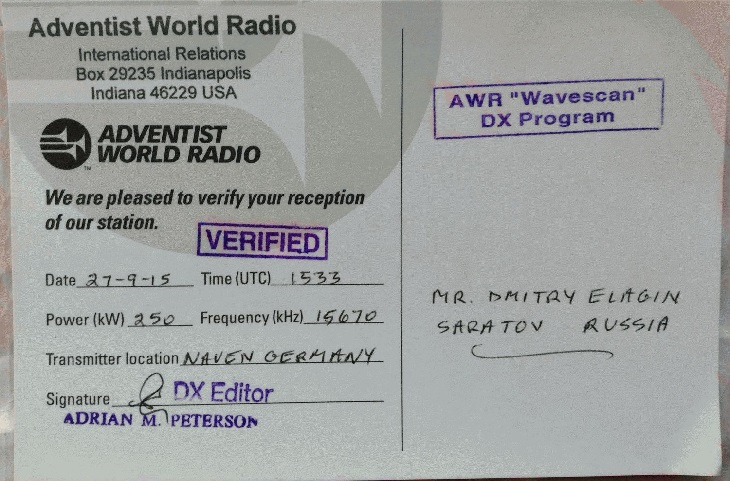 Adventist World Radio
International Relations
Box 29235 Indianapolis
Indiana 46229 USA
ADVENTIST
WORLD RADIO
We are pleased to verify your reception
of our station.
VERIFIED
Date 27-9-15 Time (UTC) 1533
Power (kW) 250 Frequency (kHz) 15670
Transmitter location NAUEN GERMANY
Signature DX Editor
ADRIAN M. PETERSON
AWR "Wavescan"
DX Program
MR. DMITRY ELAGIN
SARATOV RUSSIA